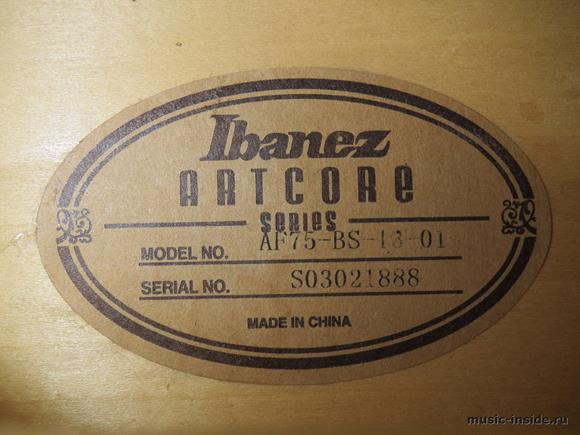 Ibanez
ARTCORE
SERIES
MODEL NO. AF75-BS-13-01
SERIAL NO. S03021888
MADE IN CHINA
music-inside.ru